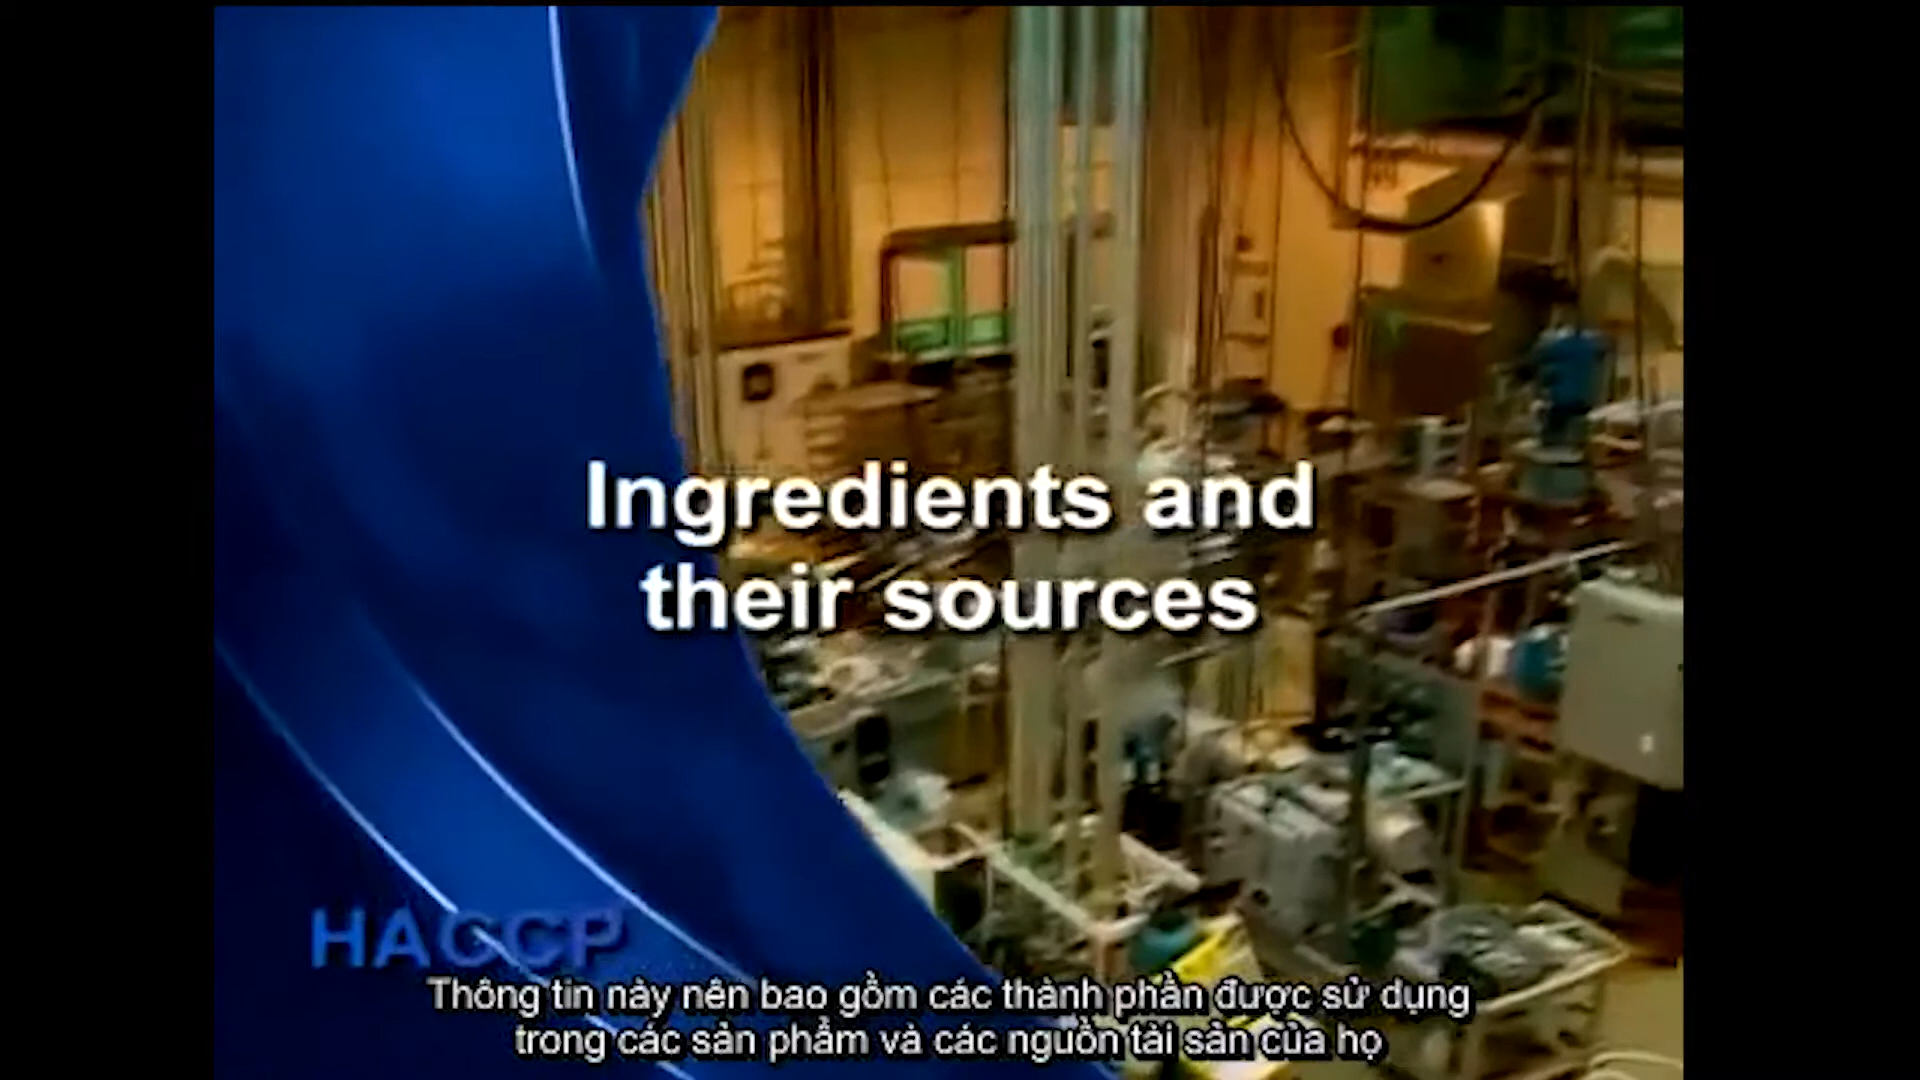 Ingredients and
their sources
HACCP
Thông tin này nên bao gồm các thành phần được sử dụng
trong các sản phẩm và các nguồn tài sản của họ